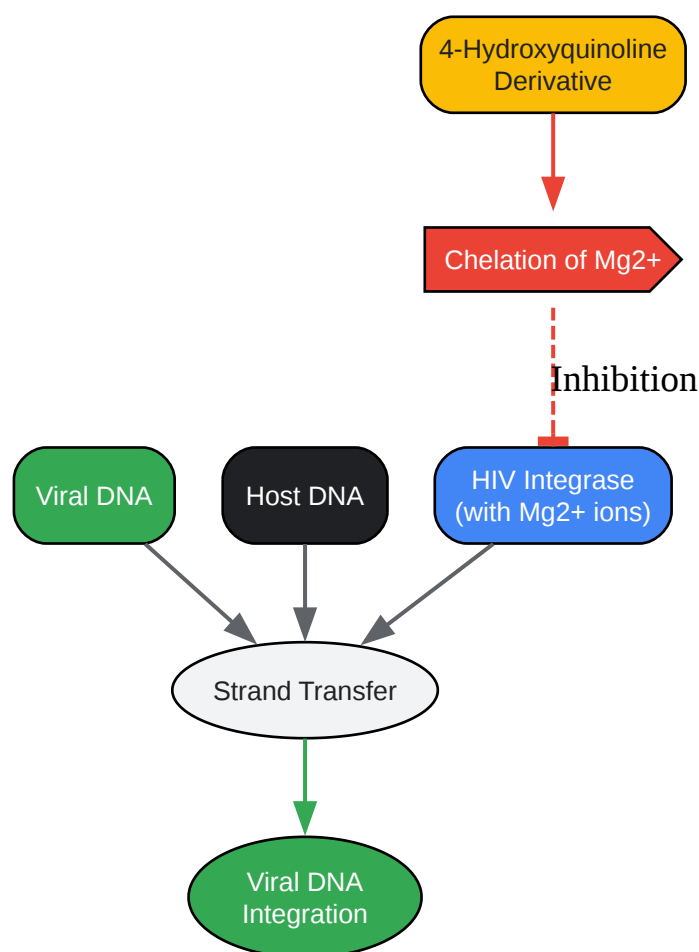 4-Hydroxyquinoline
Derivative
Chelation of Mg2+
Inhibition
Viral DNA
Host DNA
HIV Integrase
(with Mg2+ ions)
Strand Transfer
Viral DNA
Integration